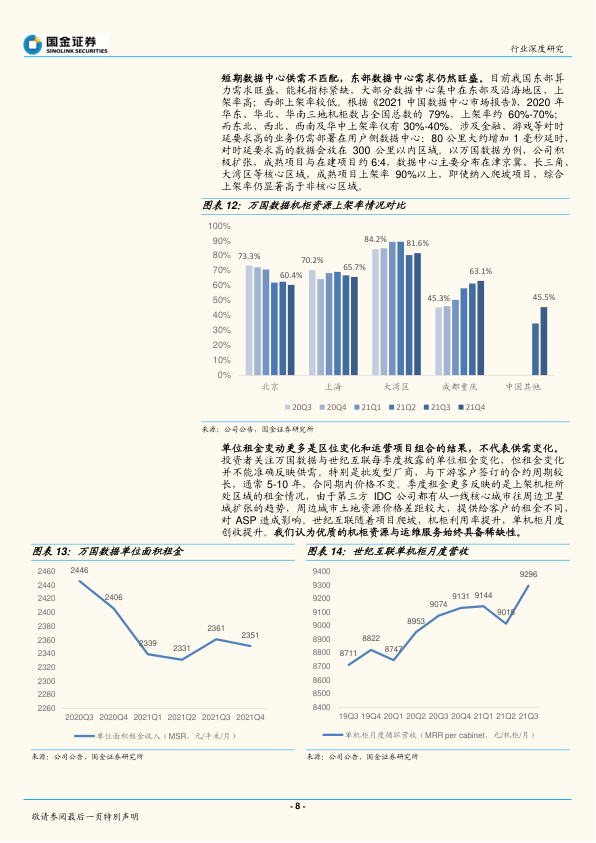 国金证券
SINOLINK SECURITIES
行业深度研究
短期数据中心供需不匹配，东部数据中心需求仍然旺盛。目前我国东部算
力需求旺盛，能耗指标紧缺，大部分数据中心集中在东部及沿海地区，上
架率高；西部上架率较低。根据《2021 中国数据中心市场报告》，2020 年
华东、华北、华南三地机柜数占全国总数的 79%，上架率约 60%-70%；
而东北、西北、西南及华中上架率仅有 30%-40%。涉及金融、游戏等对时
延要求高的业务仍需部署在用户侧数据中心：80 公里大约增加 1 毫秒延时，
对时延要求高的数据会放在 300 公里以内区域。以万国数据为例，公司积
极扩张，成熟项目与在建项目约 6:4，数据中心主要分布在津京冀、长三角、
大湾区等核心区域，成熟项目上架率 90%以上，即使纳入爬坡项目，综合
上架率仍显著高于非核心区域。
图表 12：万国数据机柜资源上架率情况对比
100%
90%
80%
70%
60%
50%
40%
30%
20%
10%
0%
73.3%
60.4%
70.2%
65.7%
84.2%
81.6%
45.3%
63.1%
45.5%
北京 上海 大湾区 成都重庆 中国其他
20Q3 20Q4 21Q1 21Q2 21Q3 21Q4
来源：公司公告，国金证券研究所
单位租金变动更多是区位变化和运营项目组合的结果，不代表供需变化。
投资者关注万国数据与世纪互联每季度披露的单位租金变化，但租金变化
并不能准确反映供需。特别是批发型厂商，与下游客户签订的合约周期较
长，通常 5-10 年，合同期内价格不变。季度租金更多反映的是上架机柜所
处区域的租金情况，由于第三方 IDC 公司都有从一线核心城市往周边卫星
城扩张的趋势，周边城市土地资源价格差距较大，提供给客户的租金不同，
对 ASP 造成影响。世纪互联随着项目爬坡，机柜利用率提升，单机柜月度
创收提升。我们认为优质的机柜资源与运维服务始终具备稀缺性。
图表 13：万国数据单位面积租金
2460
2440
2420
2400
2380
2360
2340
2320
2300
2280
2260
2446
2406
2339
2331
2361
2351
2020Q3 2020Q4 2021Q1 2021Q2 2021Q3 2021Q4
单位面积租金收入（MSR，元/平米/月）
来源：公司公告，国金证券研究所
图表 14：世纪互联单机柜月度营收
9400
9300
9200
9100
9000
8900
8800
8700
8600
8500
8400
8711
8822
8747
8953
9074
9131
9144
9015
9296
19Q3 19Q4 20Q1 20Q2 20Q3 20Q4 21Q1 21Q2 21Q3
单机柜月度循环营收（MRR per cabinet，元/机柜/月）
来源：公司公告，国金证券研究所
- 8 -
敬请参阅最后一页特别声明